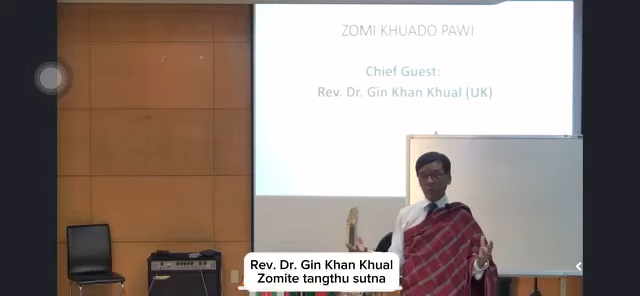 ZOMI KHUADO PAWI
Chief Guest:
Rev. Dr. Gin Khan Khual (UK)
Rev. Dr. Gin Khan Khual
Zomite tangthu sutna